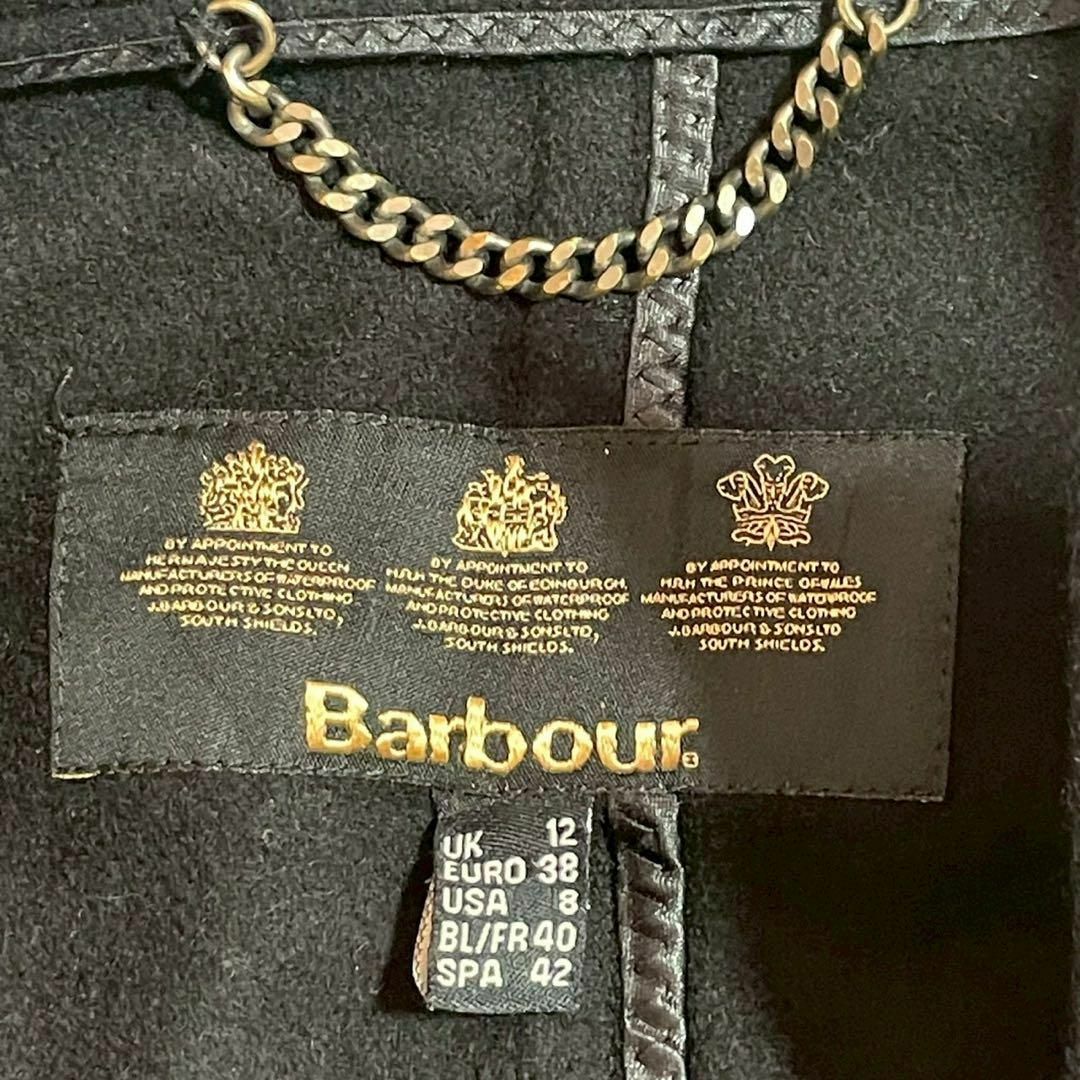 BY APPOINTMENT TO
HER MAJESTY THE QUEEN
MANUFACTURERS OF WATERPROOF
AND PROTECTIVE CLOTHING
J.BARBOUR & SONS LTD,
SOUTH SHIELDS.
BY APPOINTMENT TO
H.R.H THE DUKE OF EDINBURGH,
MANUFACTURERS OF WATERPROOF
AND PROTECTIVE CLOTHING
J.BARBOUR & SONS LTD,
SOUTH SHIELDS.
BY APPOINTMENT TO
H.R.H THE PRINCE OF WALES
MANUFACTURERS OF WATERPROOF
AND PROTECTIVE CLOTHING
J.BARBOUR & SONS LTD
SOUTH SHIELDS.
Barbour
UK 12
EURO 38
USA 8
BL/FR 40
SPA 42